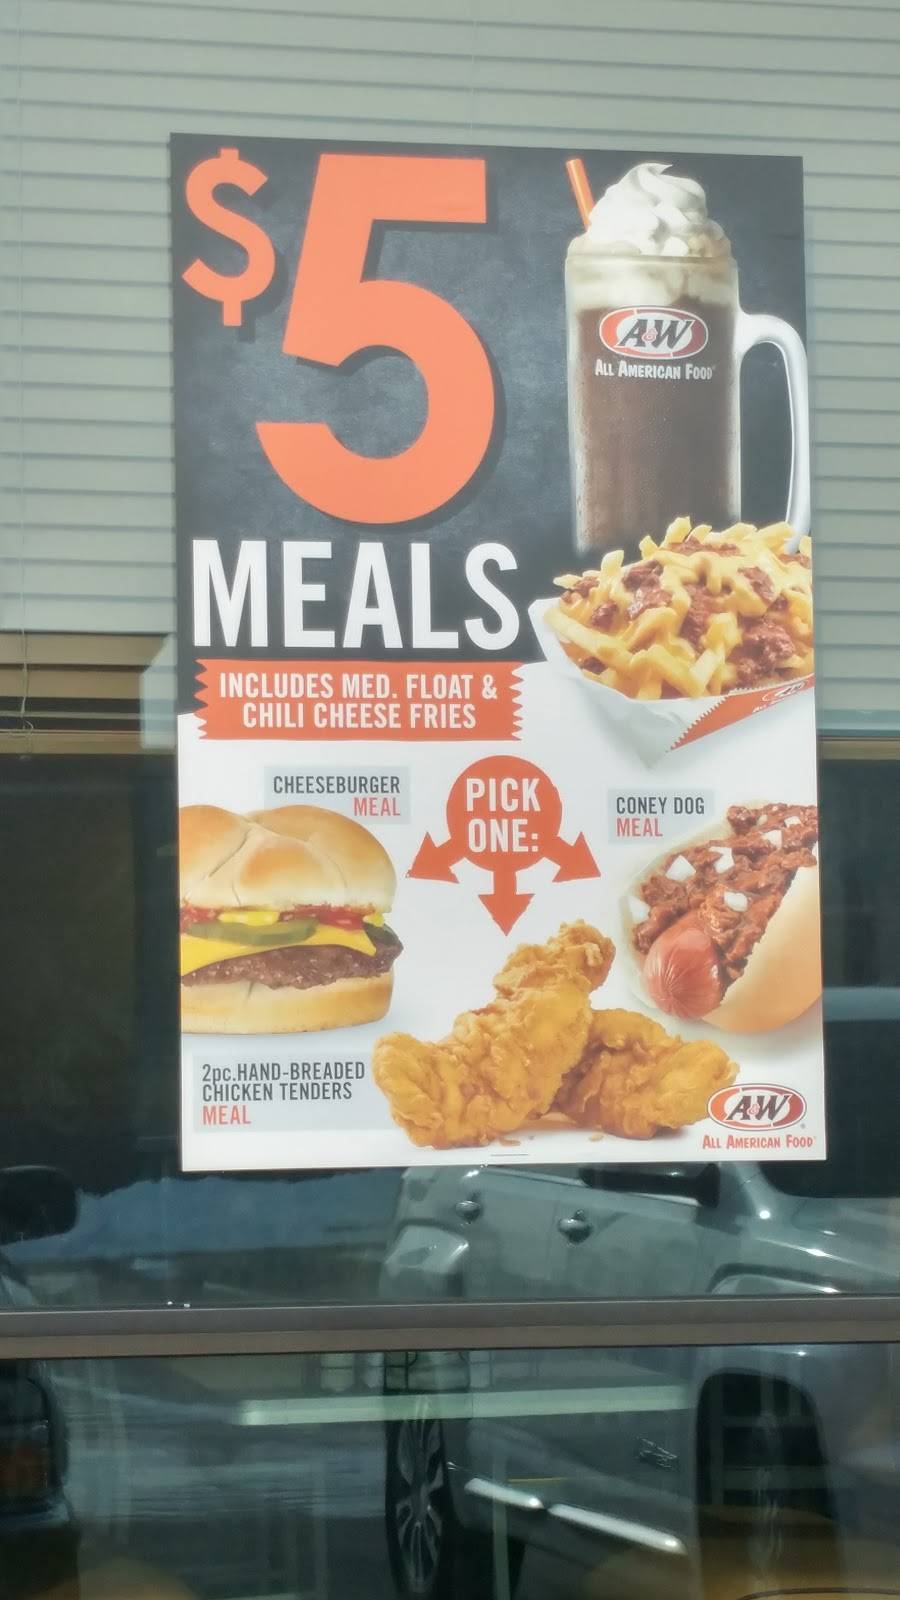 $5
MEALS
INCLUDES MED. FLOAT &
CHILI CHEESE FRIES
A&W
ALL AMERICAN FOOD
PICK
ONE:
CHEESEBURGER
MEAL
CONEY DOG
MEAL
2pc.HAND-BREADED
CHICKEN TENDERS
MEAL
A&W
ALL AMERICAN FOOD